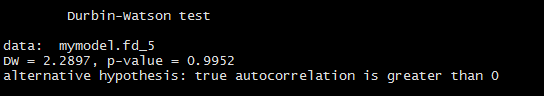 Durbin-Watson test
data:  mymodel.fd_5
DW = 2.2897, p-value = 0.9952
alternative hypothesis: true autocorrelation is greater than 0